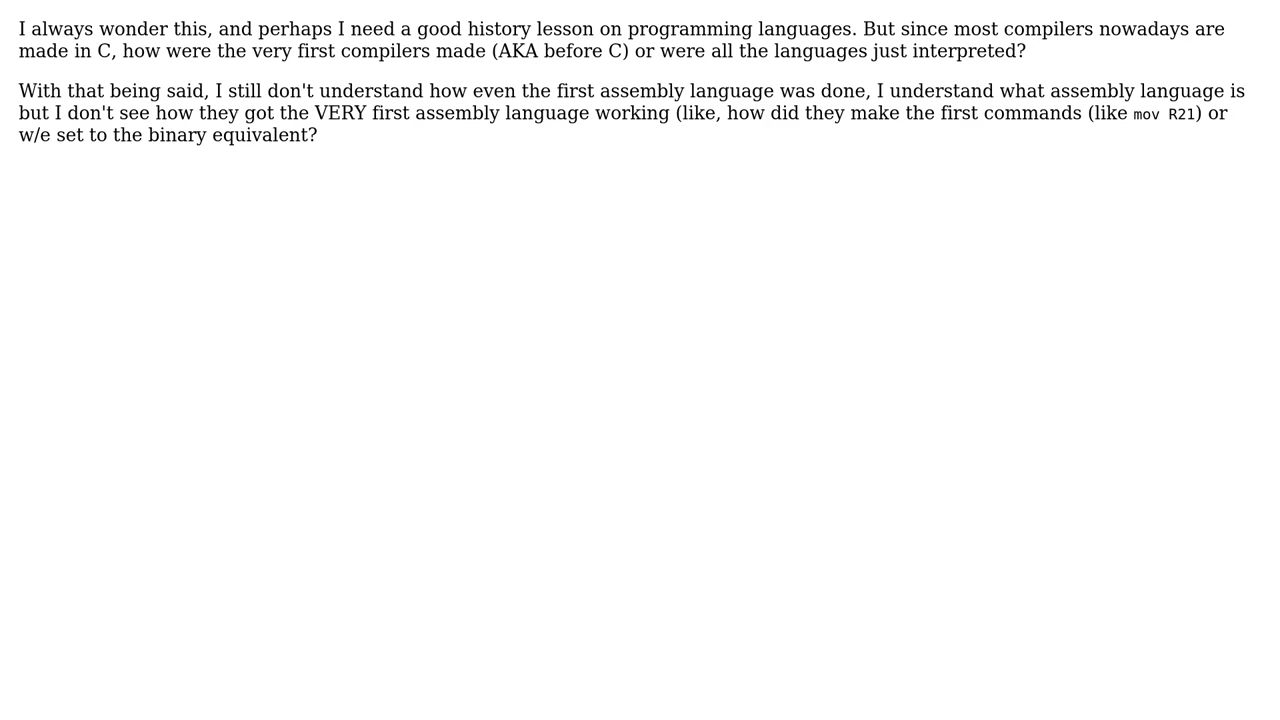 I always wonder this, and perhaps I need a good history lesson on programming languages. But since most compilers nowadays are
made in C, how were the very first compilers made (AKA before C) or were all the languages just interpreted?
With that being said, I still don't understand how even the first assembly language was done, I understand what assembly language is
but I don't see how they got the VERY first assembly language working (like, how did they make the first commands (like mov R21) or
w/e set to the binary equivalent?